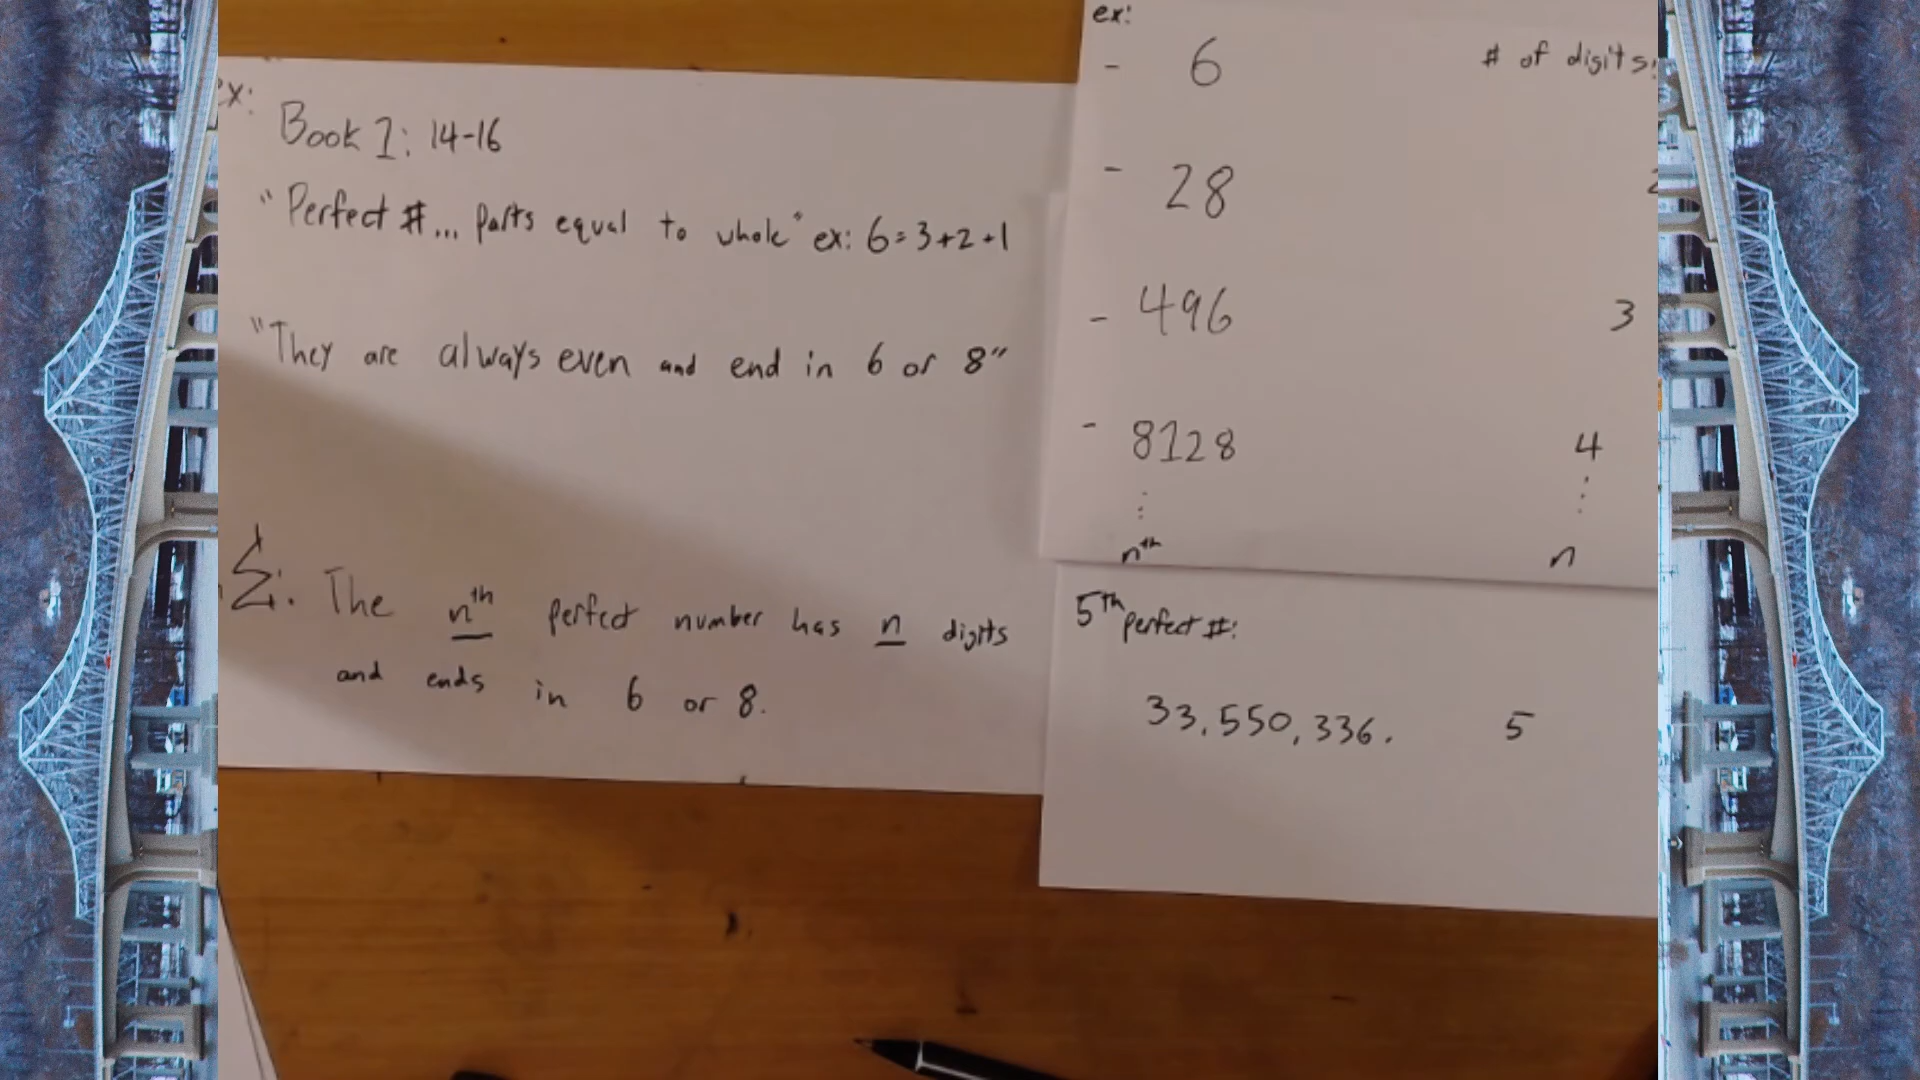 ex:
Book 1: 14-16
"Perfect #... parts equal to whole" ex: 6=3+2+1
"They are always even and end in 6 or 8"
The nth perfect number has n digits
and ends in 6 or 8.
ex:
# of digits:
- 6
- 28 2
- 496 3
- 8128 4
nth n
5th perfect #:
33,550,336. 5